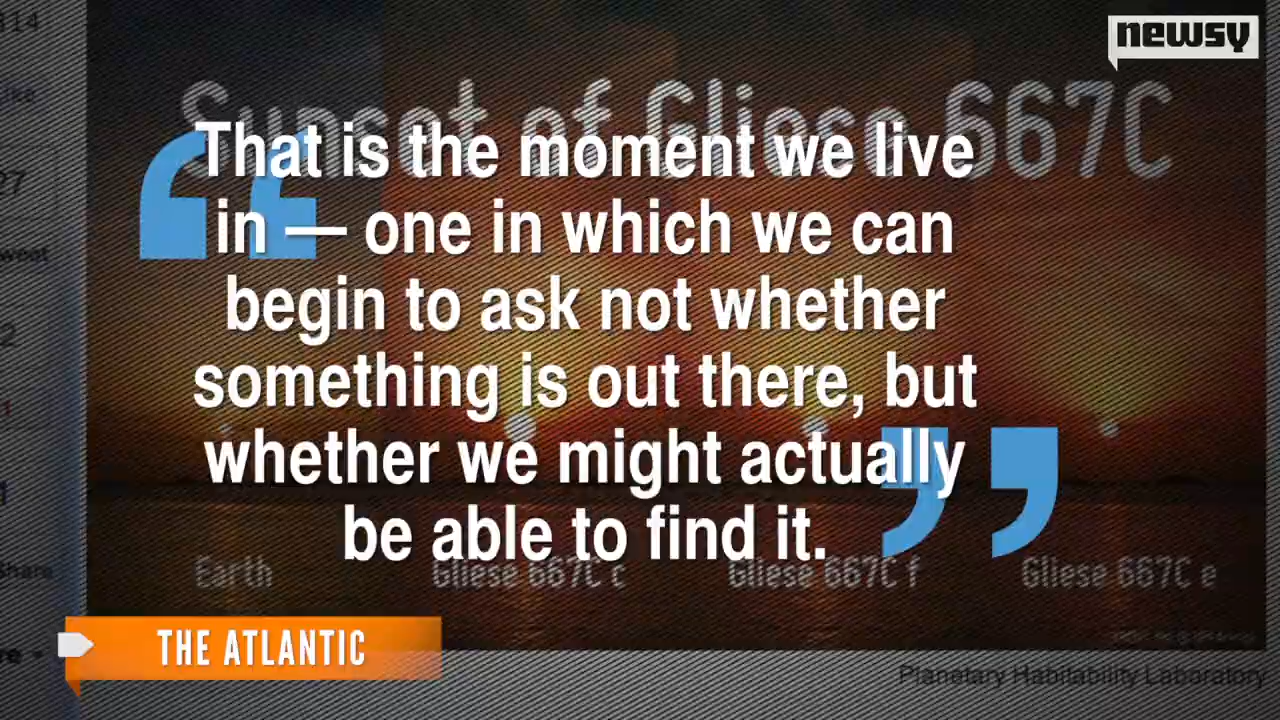 newsy
Sunset of Gliese 667C
That is the moment we live
in — one in which we can
begin to ask not whether
something is out there, but
whether we might actually
be able to find it.
Earth
Gliese 667C c
Gliese 667C f
Gliese 667C e
THE ATLANTIC
Planetary Habitability Laboratory